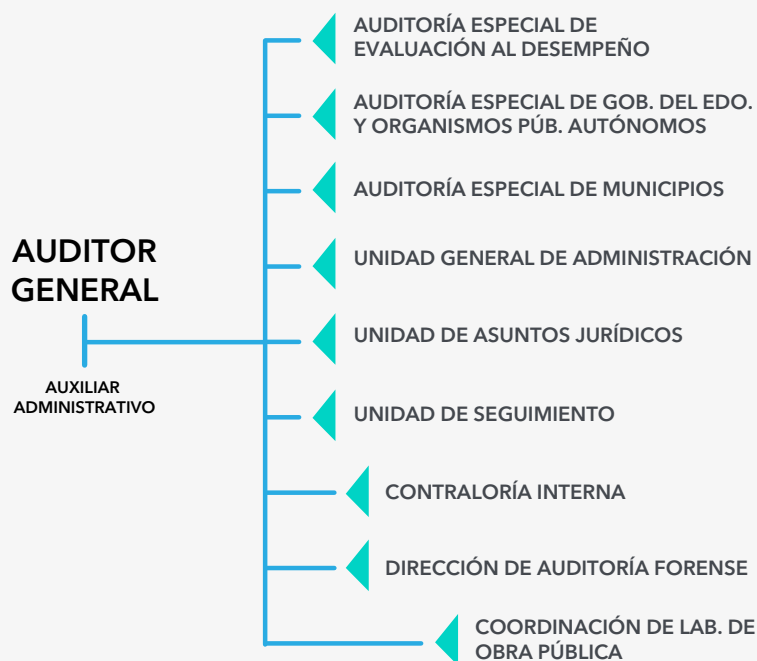 AUDITORÍA ESPECIAL DE
EVALUACIÓN AL DESEMPEÑO
AUDITORÍA ESPECIAL DE GOB. DEL EDO.
Y ORGANISMOS PÚB. AUTÓNOMOS
AUDITORÍA ESPECIAL DE MUNICIPIOS
AUDITOR
GENERAL
UNIDAD GENERAL DE ADMINISTRACIÓN
UNIDAD DE ASUNTOS JURÍDICOS
AUXILIAR
ADMINISTRATIVO
UNIDAD DE SEGUIMIENTO
CONTRALORÍA INTERNA
DIRECCIÓN DE AUDITORÍA FORENSE
COORDINACIÓN DE LAB. DE
OBRA PÚBLICA